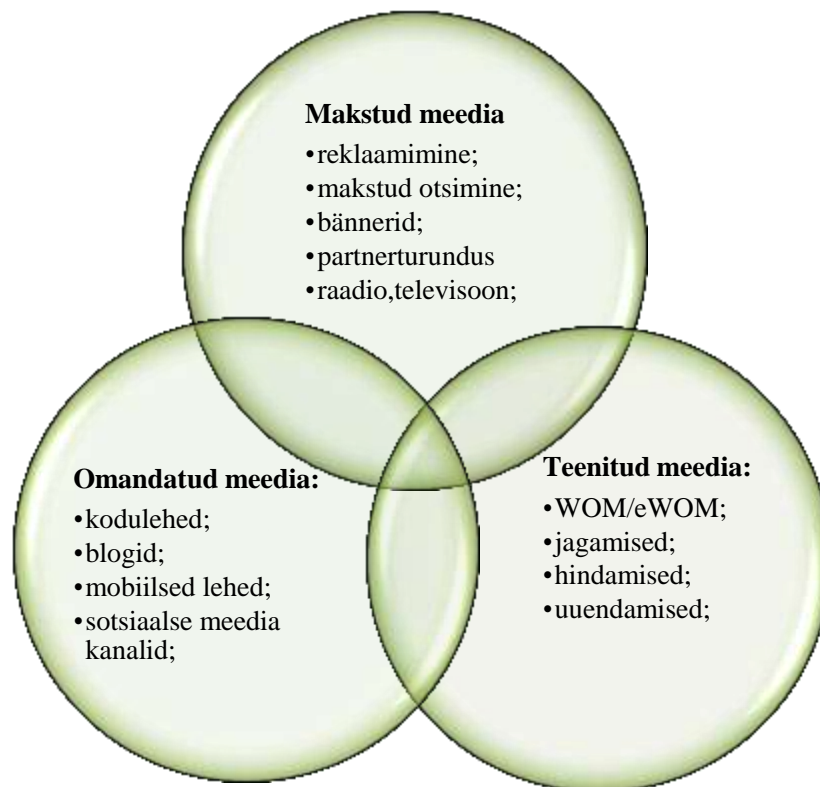 Makstud meedia
•reklaamimine;
•makstud otsimine;
•bännerid;
•partnerturundus
•raadio,televisoon;
Omandatud meedia:
•kodulehed;
•blogid;
•mobiilsed lehed;
•sotsiaalse meedia
kanalid;
Teenitud meedia:
•WOM/eWOM;
•jagamised;
•hindamised;
•uuendamised;